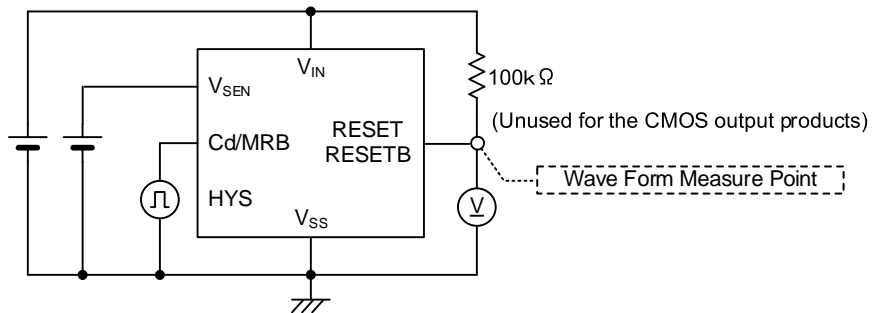 V_IN
100kΩ
V_SEN
(Unused for the CMOS output products)
RESET
Cd/MRB
RESETB
Wave Form Measure Point
HYS
V
V_SS